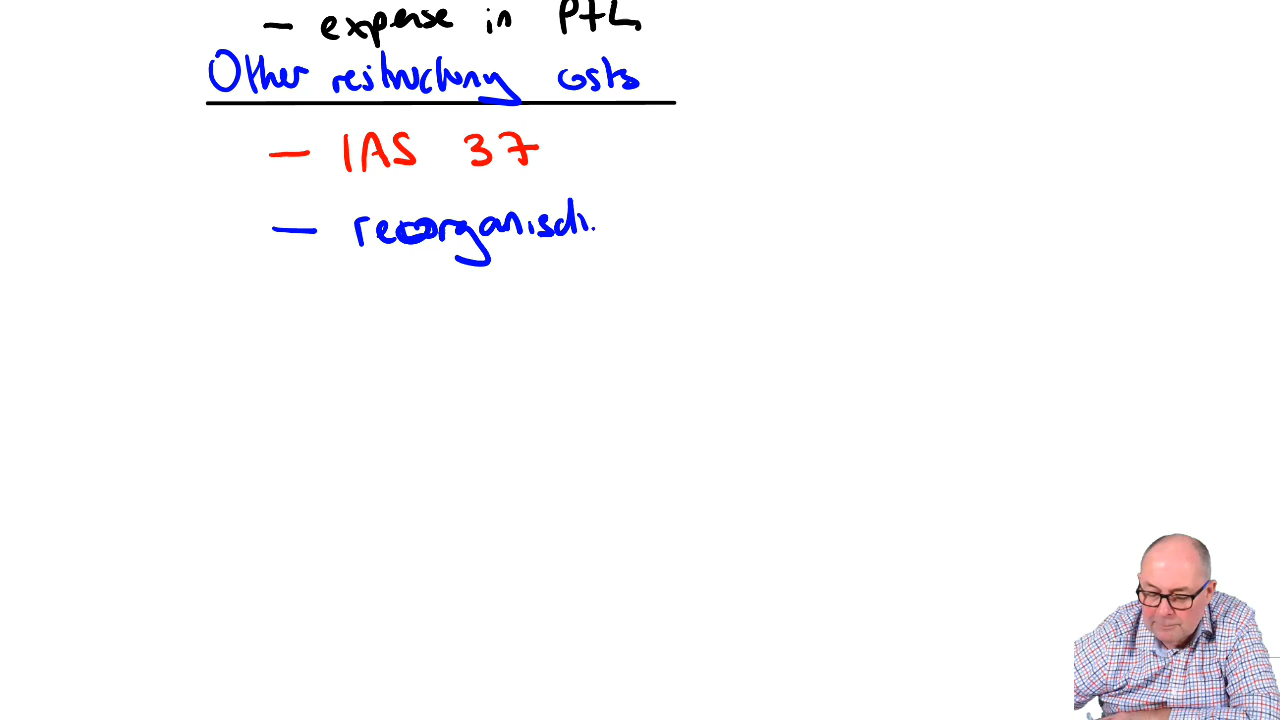 — expense in P+L
Other restructuring costs
— IAS 37
— reorganisati